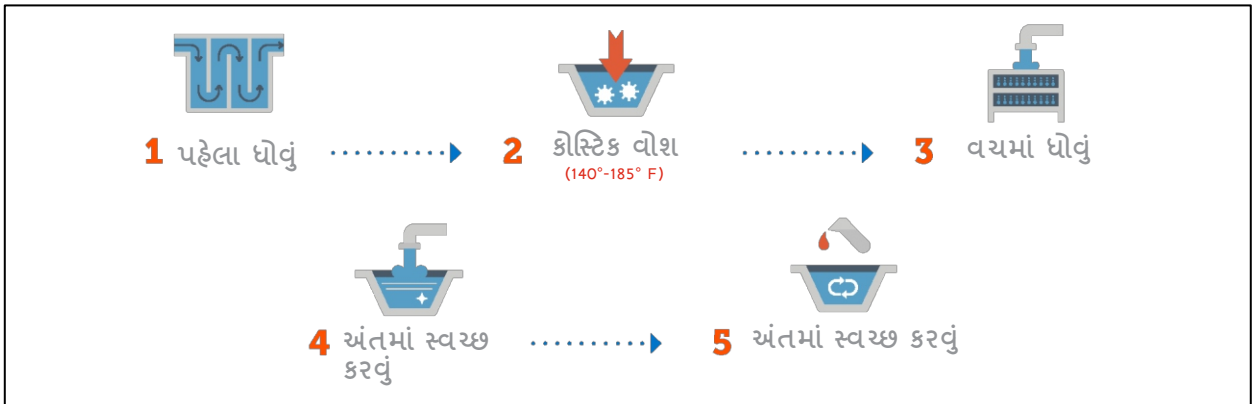 1 પહેલા ધોવું
2 કોસ્ટિક વોશ
(140°-185° F)
3 વચમાં ધોવું
4 અંતમાં સ્વચ્છ
કરવું
5 અંતમાં સ્વચ્છ કરવું